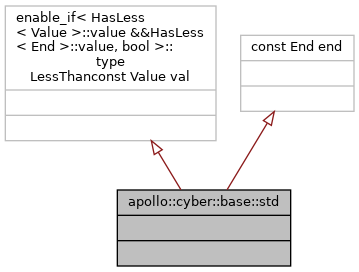 enable_if< HasLess
< Value >::value &&HasLess
< End >::value, bool >::
type
LessThanconst Value val
const End end
apollo::cyber::base::std